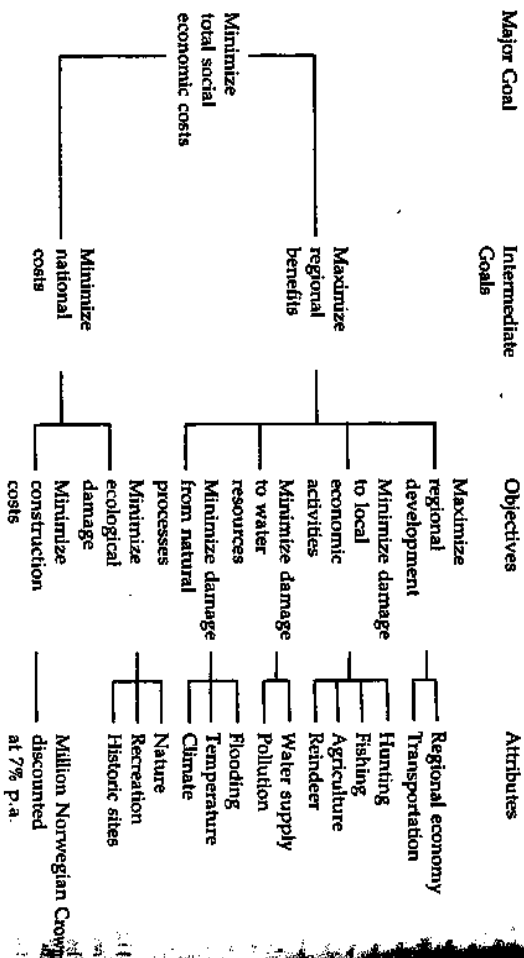 Major Goal
Intermediate
Goals
Objectives
Attributes
Minimize
total social
economic costs
Maximize
regional
benefits
Minimize
national
costs
Maximize
regional
development
Minimize damage
to local
economic
activities
Minimize damage
to water
resources
Minimize damage
from natural
processes
Minimize
ecological
damage
Minimize
construction
costs
Regional economy
Transportation
Hunting
Fishing
Agriculture
Reindeer
Water supply
Pollution
Flooding
Temperature
Climate
Nature
Recreation
Historic sites
Million Norwegian Crown
discounted
at 7% p.a.